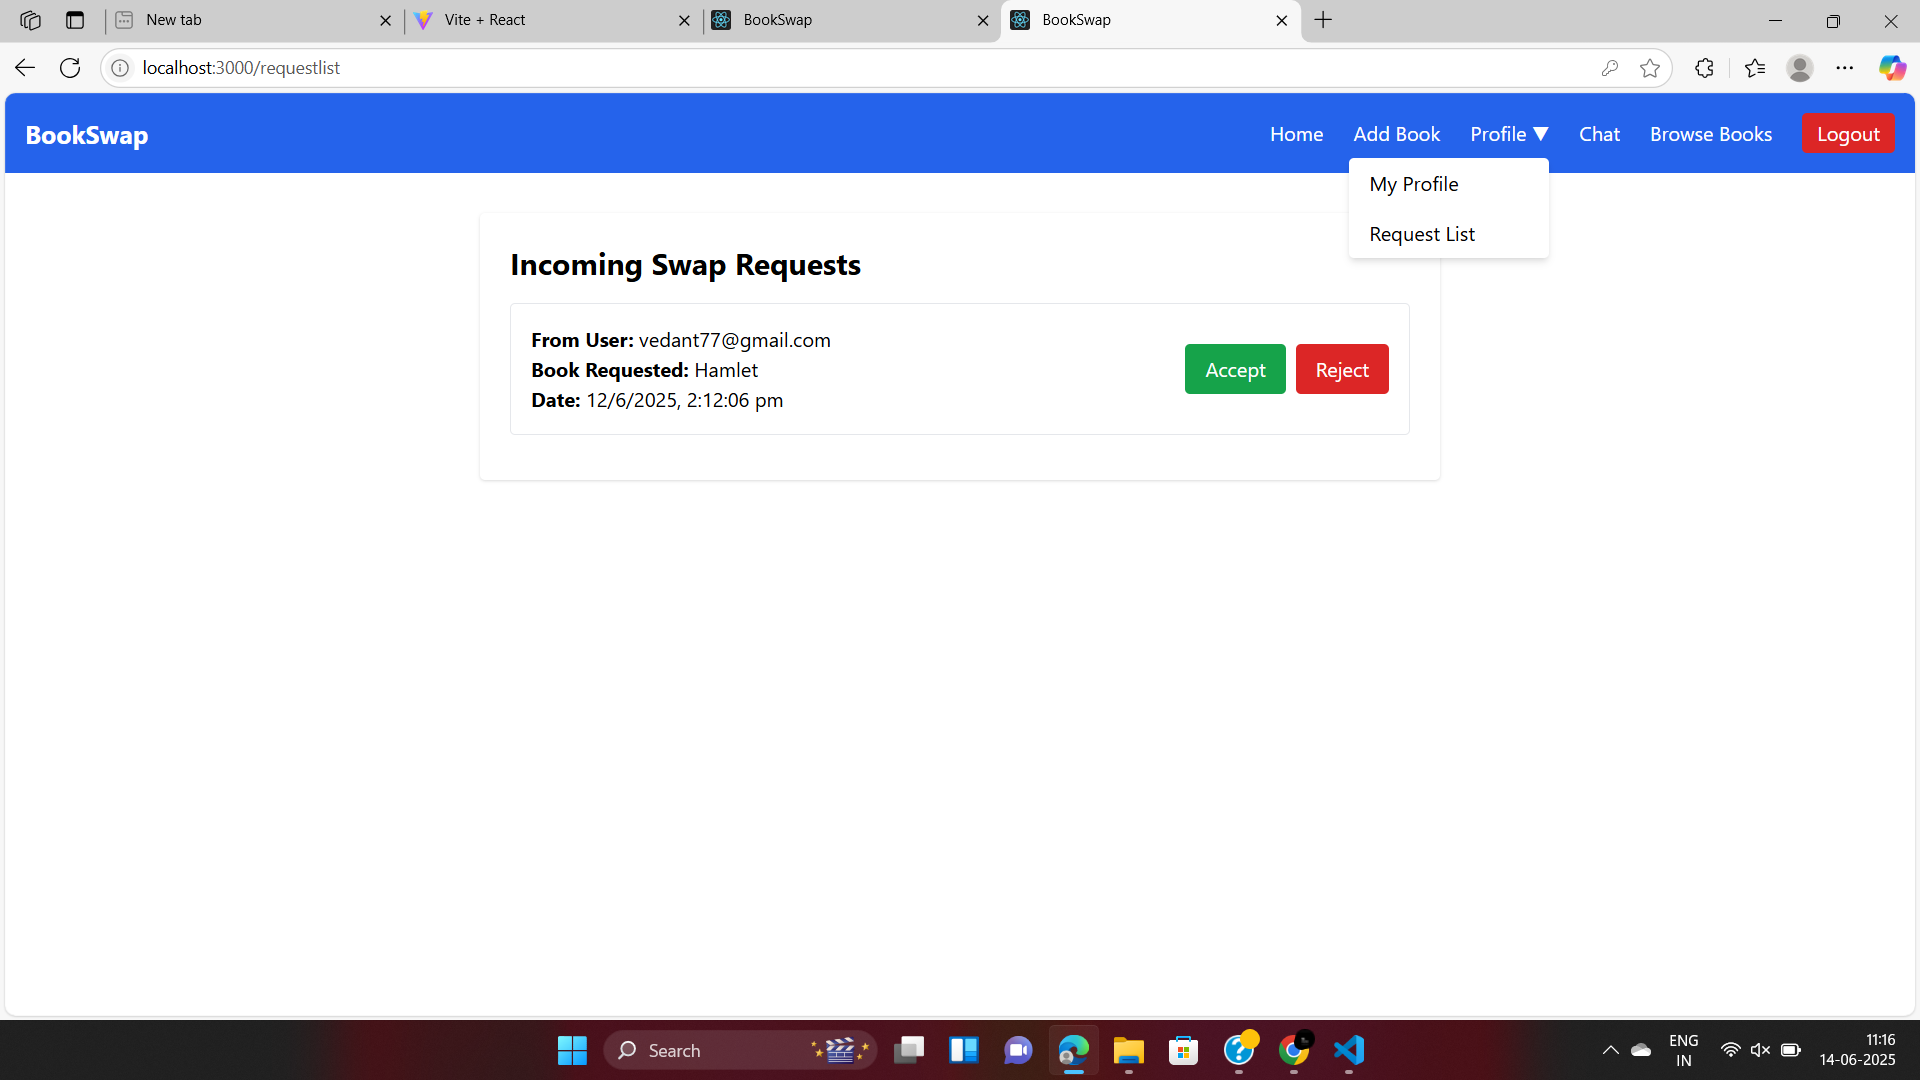 New tab
Vite + React
BookSwap
BookSwap
localhost:3000/requestlist
BookSwap
Home
Add Book
Profile ▼
Chat
Browse Books
Logout
My Profile
Request List
Incoming Swap Requests
From User: vedant77@gmail.com
Book Requested: Hamlet
Date: 12/6/2025, 2:12:06 pm
Accept
Reject
Search
ENG
IN
11:16
14-06-2025